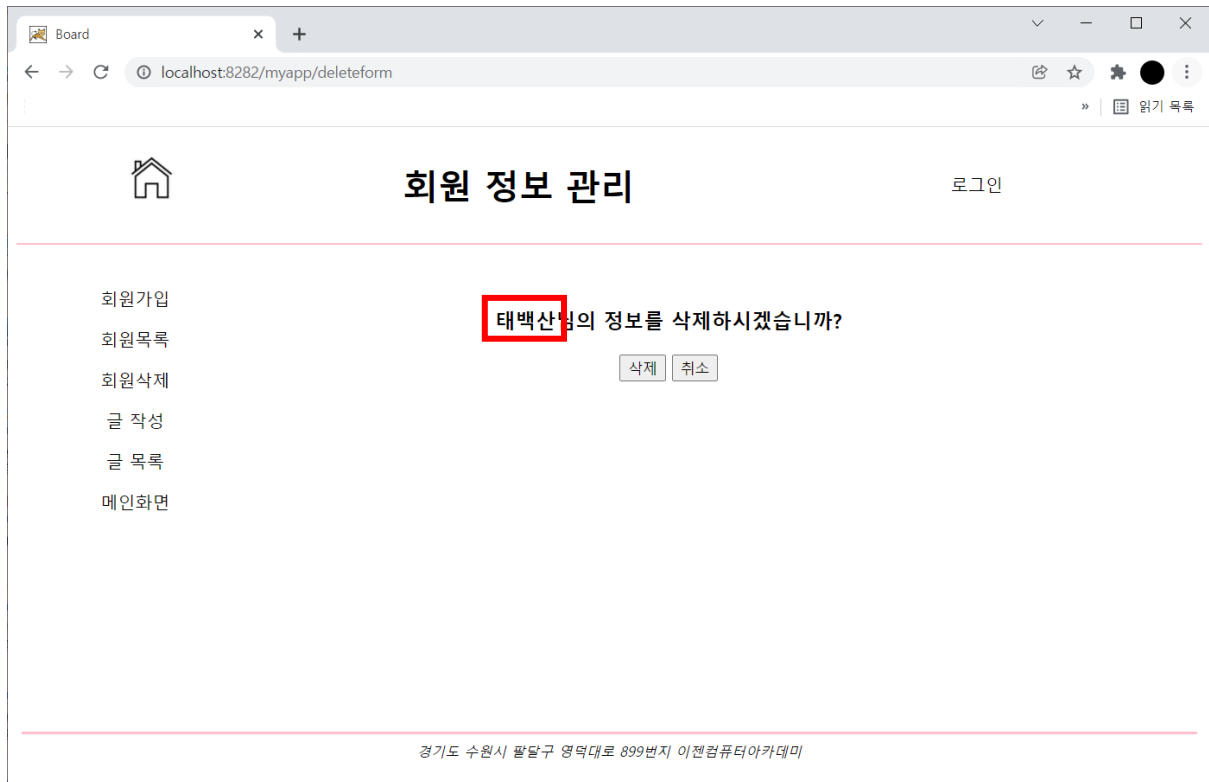 Board
localhost:8282/myapp/deleteform
» 읽기 목록
회원 정보 관리
로그인
회원가입
회원목록
회원삭제
글 작성
글 목록
메인화면
태백산님의 정보를 삭제하시겠습니까?
삭제 취소
경기도 수원시 팔달구 영덕대로 899번지 이젠컴퓨터아카데미